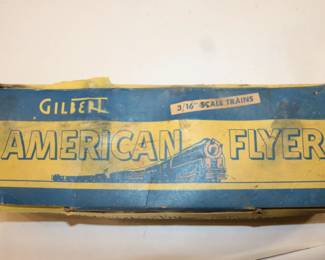 GILBERT
3/16" SCALE TRAINS
AMERICAN FLYER